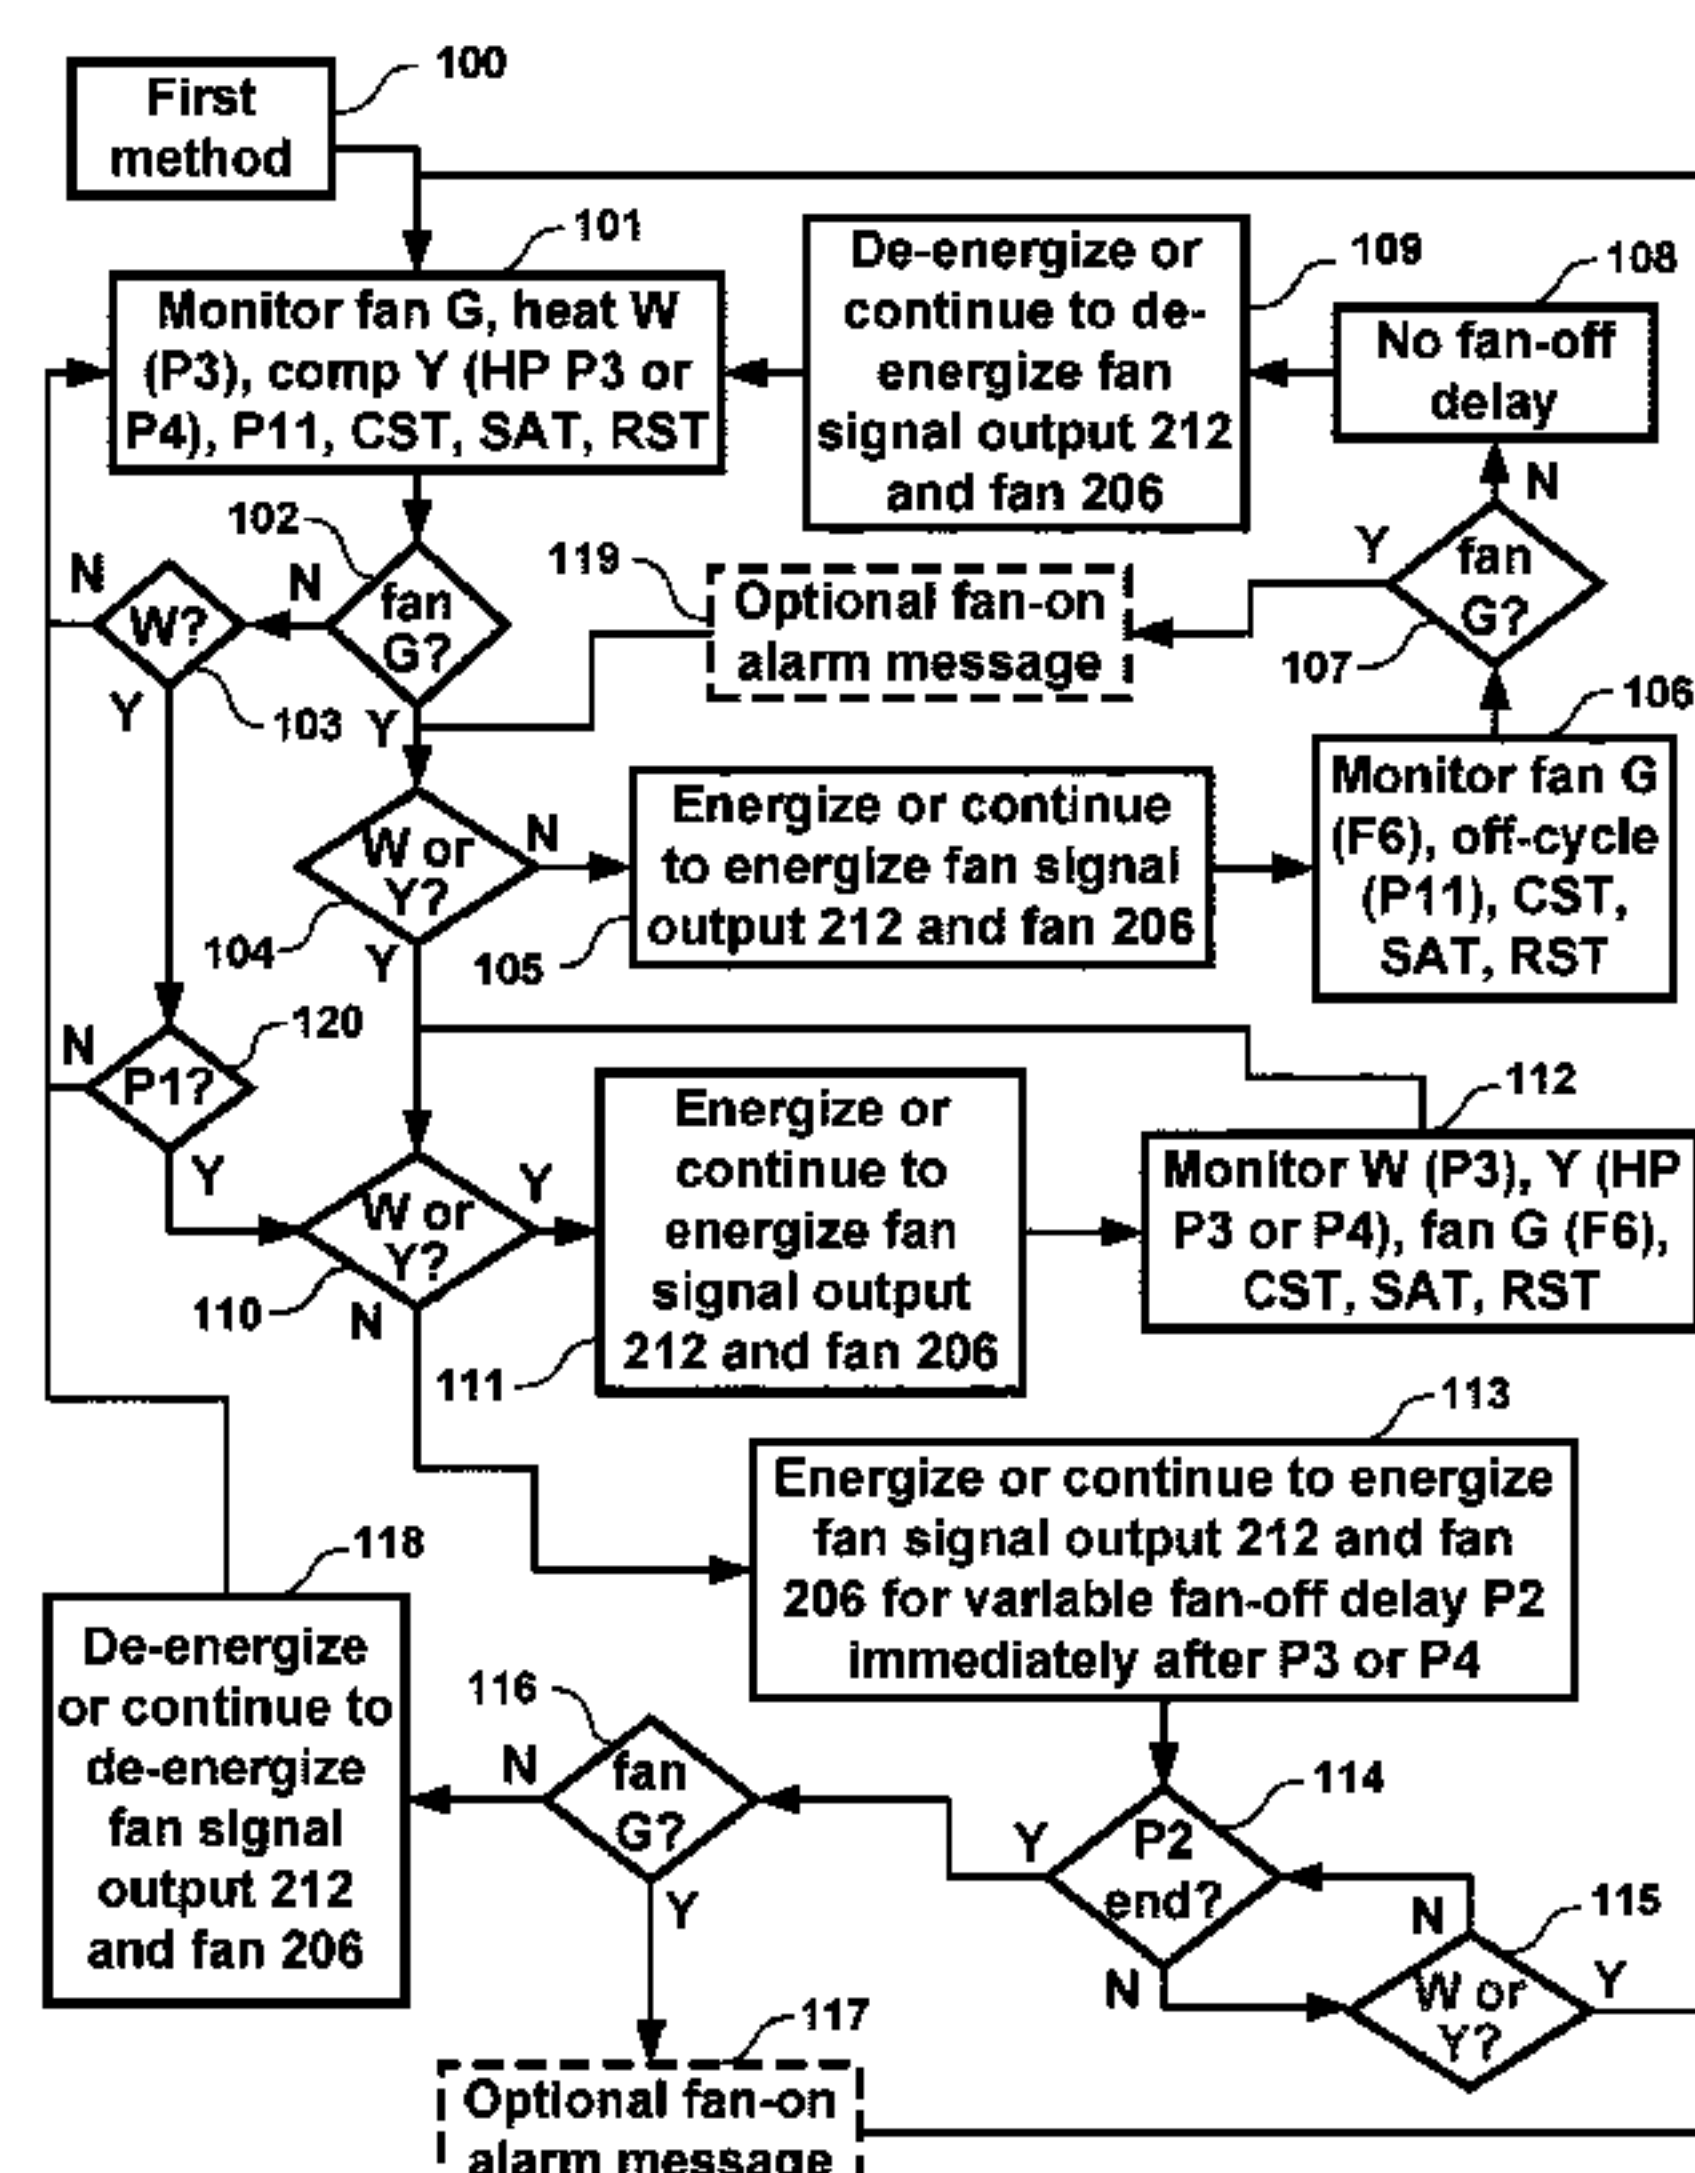 First
method
100
101
Monitor fan G, heat W
(P3), comp Y (HP P3 or
P4), P11, CST, SAT, RST
De-energize or
continue to de-
energize fan
signal output 212
and fan 206
109
108
No fan-off
delay
102
N
W?
N
fan
G?
Y
103
Y
119
Optional fan-on
alarm message
N
Y
fan
G?
107
106
Monitor fan G
(F6), off-cycle
(P11), CST,
SAT, RST
W or
Y?
N
104
Y
Energize or continue
to energize fan signal
output 212 and fan 206
105
N
P1?
120
Y
W or
Y?
Y
110
N
Energize or
continue to
energize fan
signal output
212 and fan 206
111
112
Monitor W (P3), Y (HP
P3 or P4), fan G (F6),
CST, SAT, RST
113
Energize or continue to energize
fan signal output 212 and fan
206 for variable fan-off delay P2
immediately after P3 or P4
118
De-energize
or continue to
de-energize
fan signal
output 212
and fan 206
116
N
fan
G?
Y
114
Y
P2
end?
N
115
N
W or
Y?
Y
117
Optional fan-on
alarm message